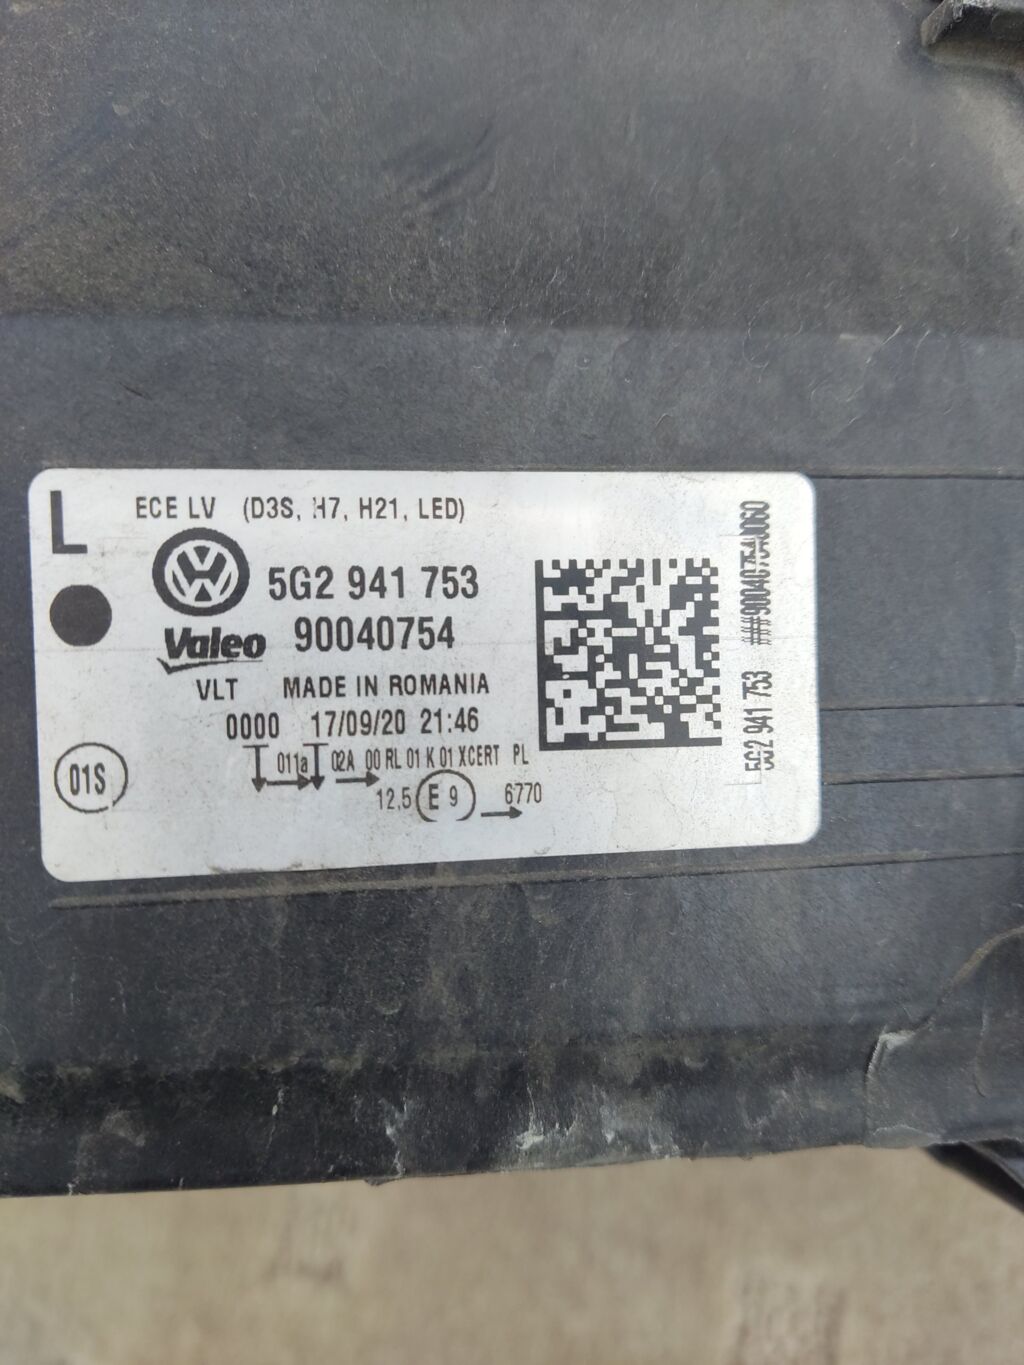 L
ECE LV (D3S, H7, H21, LED)
5G2 941 753
Valeo 90040754
VLT MADE IN ROMANIA
0000 17/09/20 21:46
011a 02A 00 RL 01 K 01 XCERT PL
01S
12,5 E 9 6770
5G2 941 753 ###90040754U060